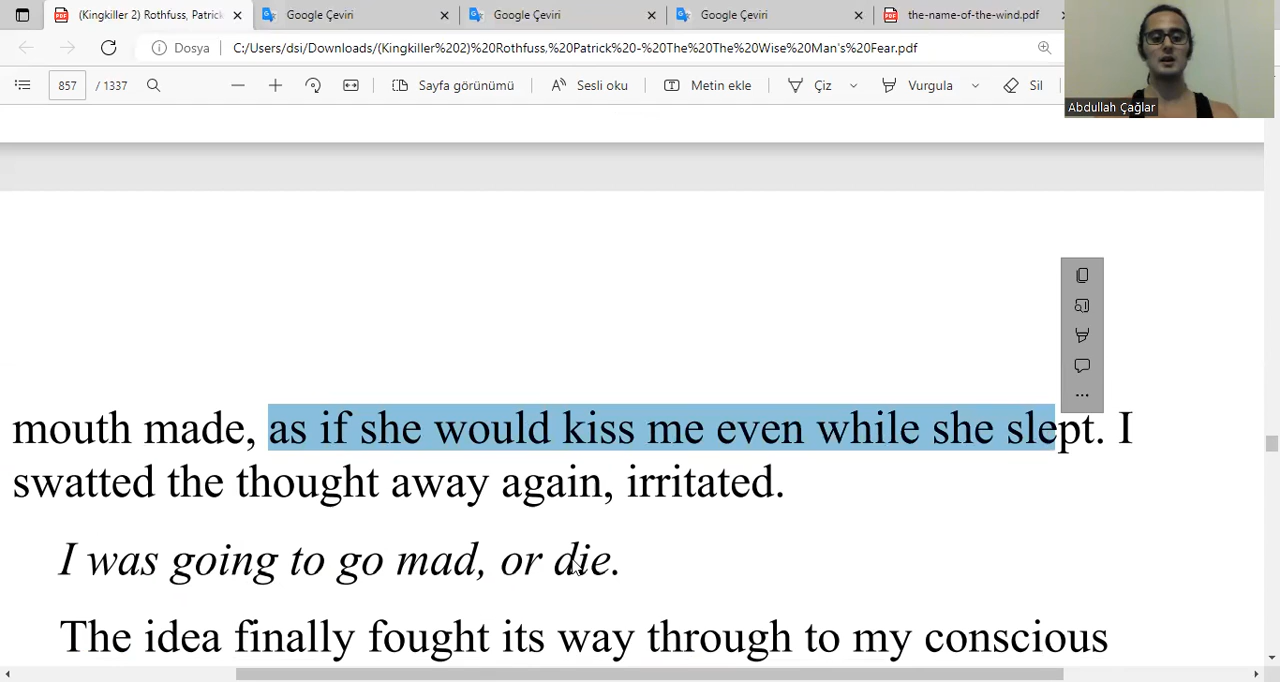 (Kingkiller 2) Rothfuss, Patrick
Google Çeviri
Google Çeviri
Google Çeviri
the-name-of-the-wind.pdf
Dosya
C:/Users/dsi/Downloads/(Kingkiller%202)%20Rothfuss,%20Patrick%20-%20The%20The%20Wise%20Man's%20Fear.pdf
857 / 1337
Sayfa görünümü
Sesli oku
Metin ekle
Çiz
Vurgula
Sil
Abdullah Çağlar
mouth made, as if she would kiss me even while she slept. I
swatted the thought away again, irritated.
I was going to go mad, or die.
The idea finally fought its way through to my conscious